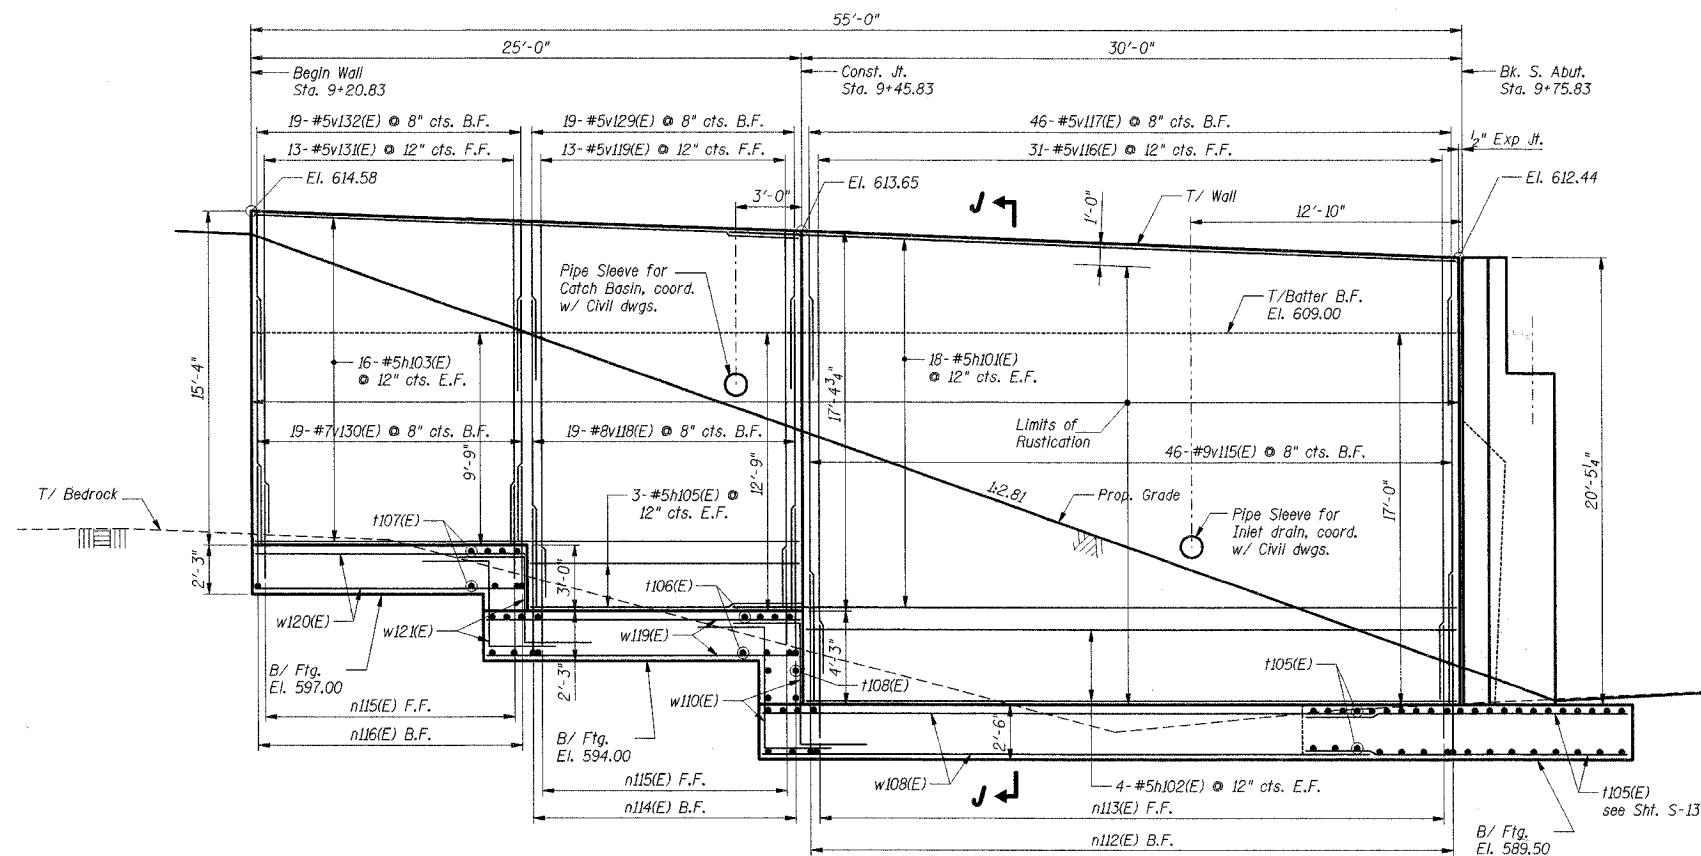 55'-0"
25'-0"
30'-0"
Begin Wall
Sta. 9+20.83
Const. Jt.
Sta. 9+45.83
Bk. S. Abut.
Sta. 9+75.83
19- #5v132(E) @ 8" cts. B.F.
19- #5v129(E) @ 8" cts. B.F.
46- #5v117(E) @ 8" cts. B.F.
1/2" Exp Jt.
13- #5v131(E) @ 12" cts. F.F.
13- #5v119(E) @ 12" cts. F.F.
31- #5v116(E) @ 12" cts. F.F.
El. 614.58
El. 613.65
El. 612.44
3'-0"
J
1'-0"
T/ Wall
12'-10"
Pipe Sleeve for
Catch Basin, coord.
w/ Civil dwgs.
T/Batter B.F.
El. 609.00
15'-4"
16- #5h103(E)
@ 12" cts. E.F.
18- #5h101(E)
@ 12" cts. E.F.
17'-4 3/4"
Limits of
Rustication
19- #7v130(E) @ 8" cts. B.F.
19- #8v118(E) @ 8" cts. B.F.
46- #9v115(E) @ 8" cts. B.F.
9'-9"
12'-9"
17'-0"
20'-5 1/4"
T/ Bedrock
3- #5h105(E) @
12" cts. E.F.
1:2.81
Prop. Grade
Pipe Sleeve for
Inlet drain, coord.
w/ Civil dwgs.
t107(E)
2'-3"
3'-0"
t106(E)
w120(E)
w121(E)
w119(E)
4'-3"
t105(E)
B/ Ftg.
El. 597.00
2'-3"
t108(E)
w110(E)
n115(E) F.F.
n116(E) B.F.
B/ Ftg.
El. 594.00
2'-6"
n115(E) F.F.
n114(E) B.F.
w108(E)
4- #5h102(E) @ 12" cts. E.F.
J
n113(E) F.F.
n112(E) B.F.
t105(E)
see Sht. S-13
B/ Ftg.
El. 589.50